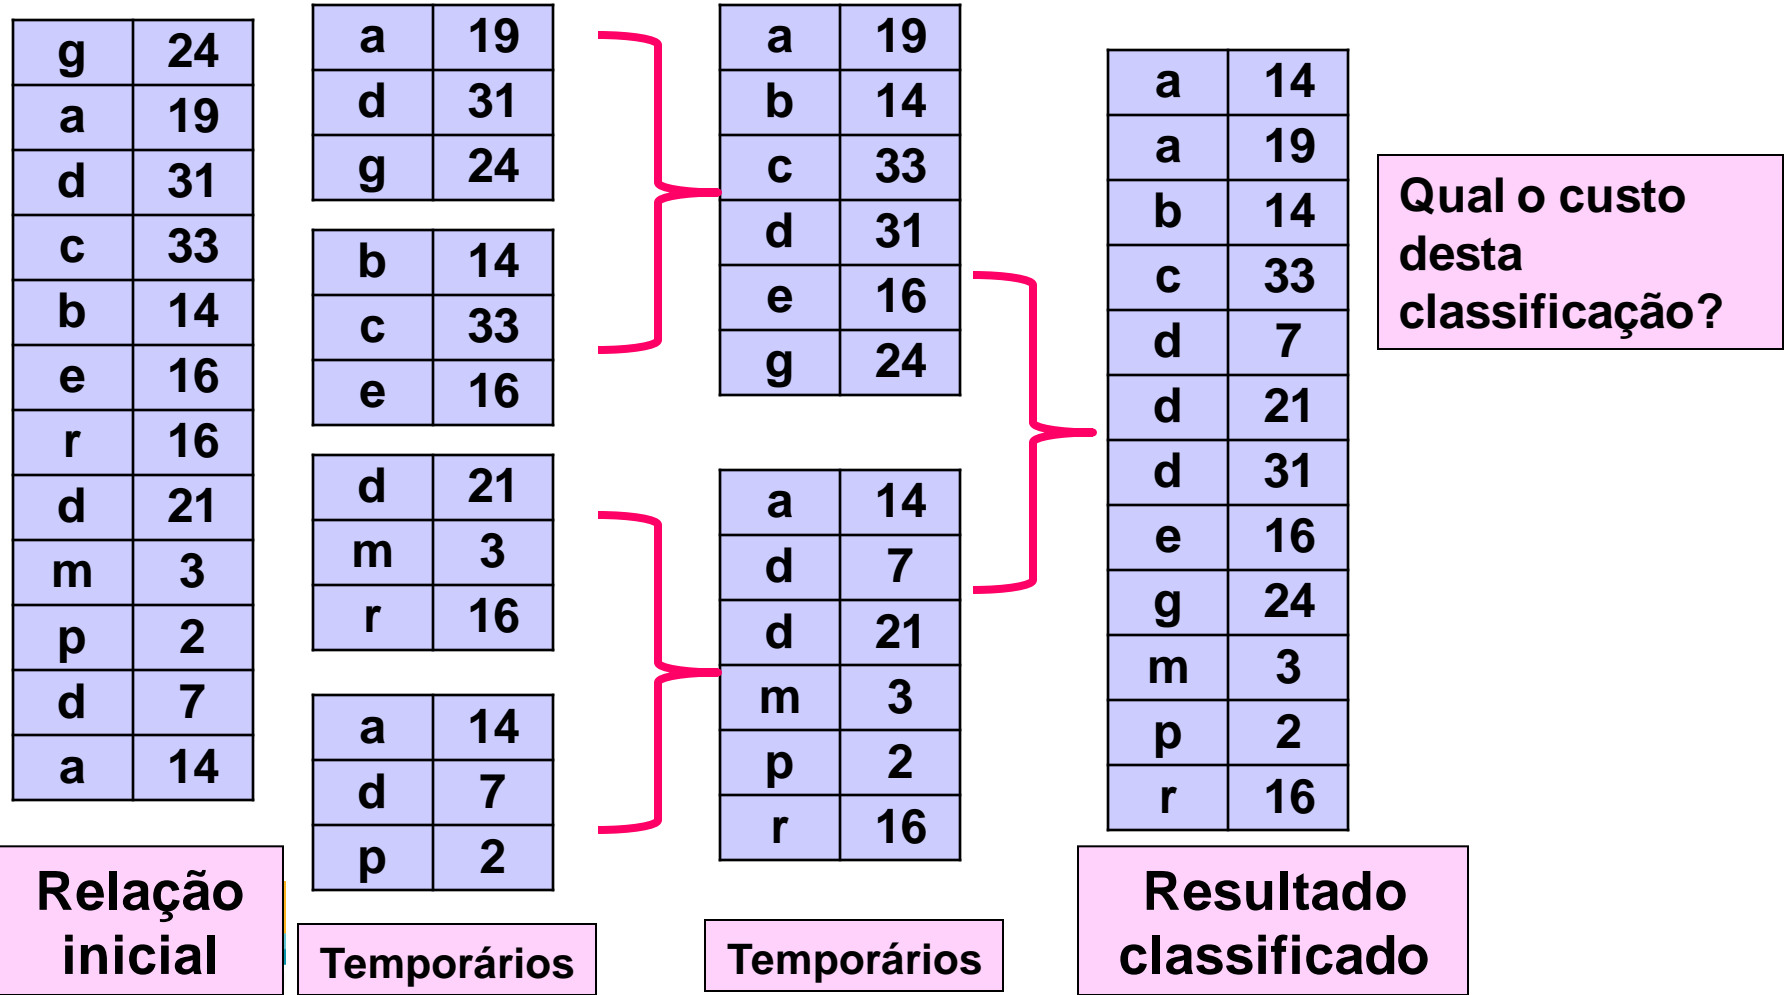 g 24
a 19
d 31
c 33
b 14
e 16
r 16
d 21
m 3
p 2
d 7
a 14
Relação
inicial
a 19
d 31
g 24
b 14
c 33
e 16
d 21
m 3
r 16
a 14
d 7
p 2
Temporários
a 19
b 14
c 33
d 31
e 16
g 24
a 14
d 7
d 21
m 3
p 2
r 16
Temporários
a 14
a 19
b 14
c 33
d 7
d 21
d 31
e 16
g 24
m 3
p 2
r 16
Resultado
classificado
Qual o custo
desta
classificação?